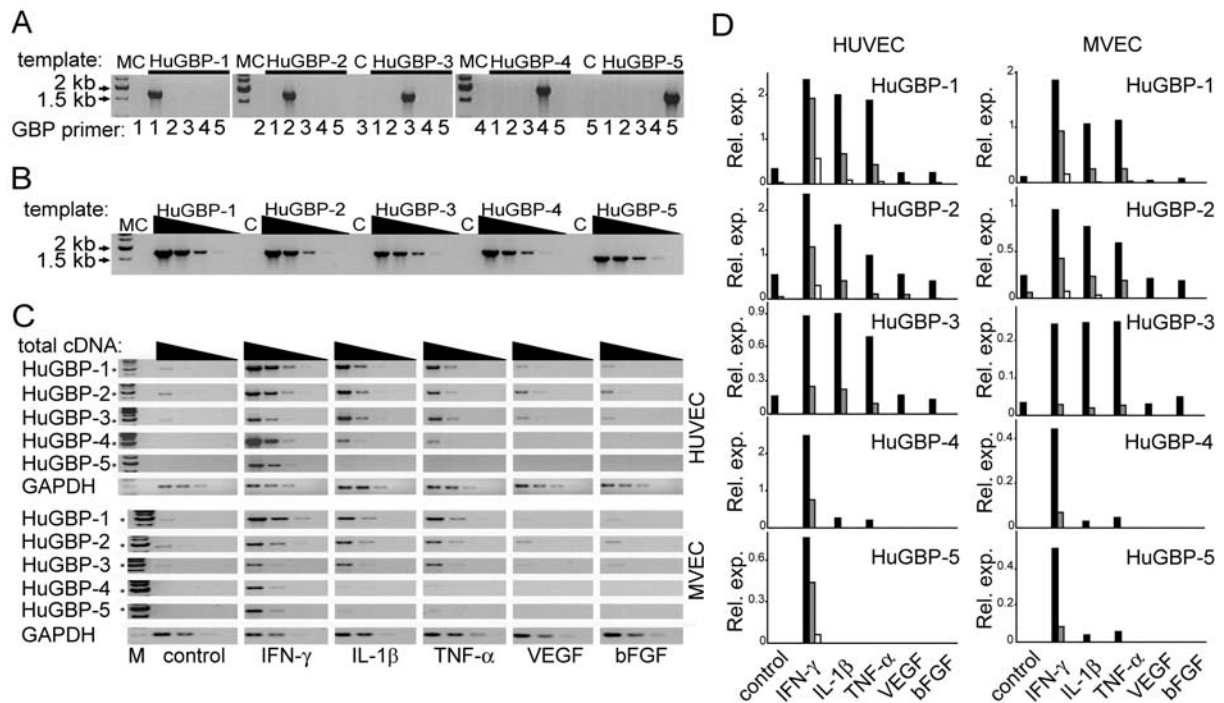 A
template: MC HuGBP-1 MC HuGBP-2 C HuGBP-3 MC HuGBP-4 C HuGBP-5
2 kb
1.5 kb
GBP primer: 1 1 2 3 4 5 2 1 2 3 4 5 3 1 2 3 4 5 4 1 2 3 4 5 5 1 2 3 4 5
B
template: MC HuGBP-1 C HuGBP-2 C HuGBP-3 C HuGBP-4 C HuGBP-5
2 kb
1.5 kb
C
total cDNA:
HuGBP-1 *
HuGBP-2 *
HuGBP-3 *
HuGBP-4 *
HuGBP-5 *
GAPDH
HUVEC
HuGBP-1 *
HuGBP-2 *
HuGBP-3 *
HuGBP-4 *
HuGBP-5 *
GAPDH
MVEC
M control IFN-γ IL-1β TNF-α VEGF bFGF
D
HUVEC
HuGBP-1
Rel. exp.
2
1
0
HuGBP-2
Rel. exp.
2
1
0
HuGBP-3
Rel. exp.
0.9
0.6
0.3
0
HuGBP-4
Rel. exp.
2
1
0
HuGBP-5
Rel. exp.
0.6
0.3
0.0
control IFN-γ IL-1β TNF-α VEGF bFGF
MVEC
HuGBP-1
Rel. exp.
2
1
0
HuGBP-2
Rel. exp.
1
0.5
0
HuGBP-3
Rel. exp.
0.2
0.1
0
HuGBP-4
Rel. exp.
0.4
0.2
0.0
HuGBP-5
Rel. exp.
0.4
0.2
0.0
control IFN-γ IL-1β TNF-α VEGF bFGF